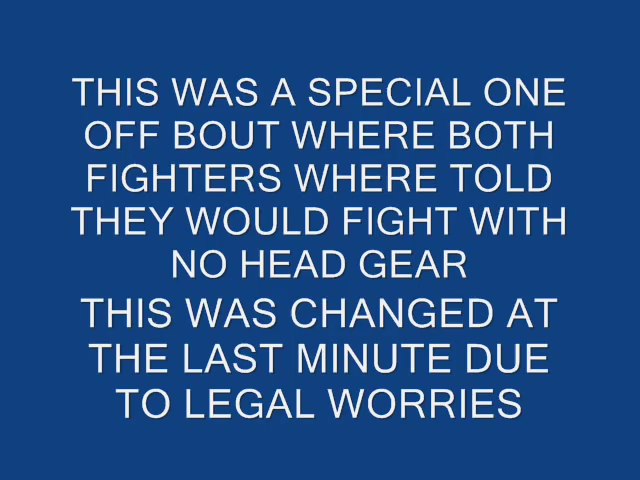 THIS WAS A SPECIAL ONE
OFF BOUT WHERE BOTH
FIGHTERS WHERE TOLD
THEY WOULD FIGHT WITH
NO HEAD GEAR
THIS WAS CHANGED AT
THE LAST MINUTE DUE
TO LEGAL WORRIES